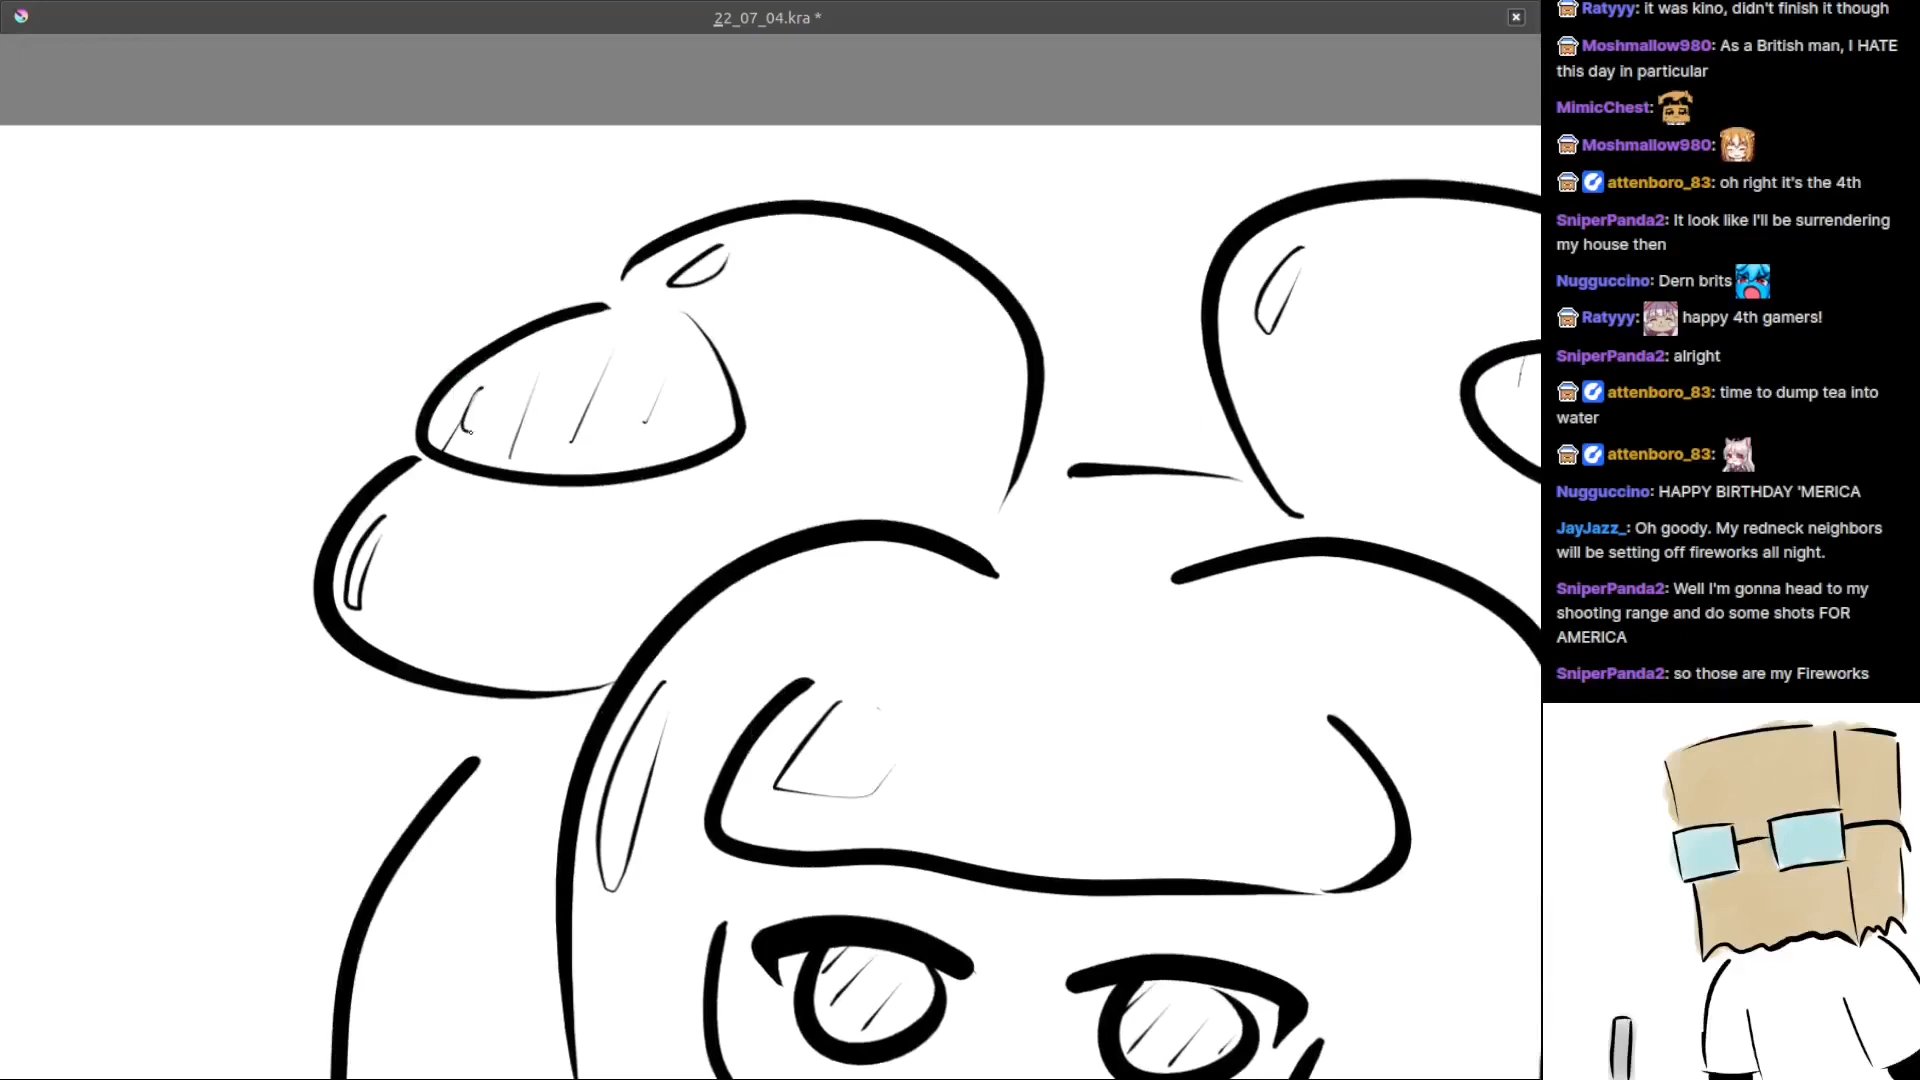 22_07_04.kra *
Ratyyy: it was kino, didn't finish it though
Moshmallow980: As a British man, I HATE
this day in particular
MimicChest:
Moshmallow980:
attenboro_83: oh right it's the 4th
SniperPanda2: It look like I'll be surrendering
my house then
Nugguccino: Dern brits
Ratyyy: happy 4th gamers!
SniperPanda2: alright
attenboro_83: time to dump tea into
water
attenboro_83:
Nugguccino: HAPPY BIRTHDAY 'MERICA
JayJazz_: Oh goody. My redneck neighbors
will be setting off fireworks all night.
SniperPanda2: Well I'm gonna head to my
shooting range and do some shots FOR
AMERICA
SniperPanda2: so those are my Fireworks